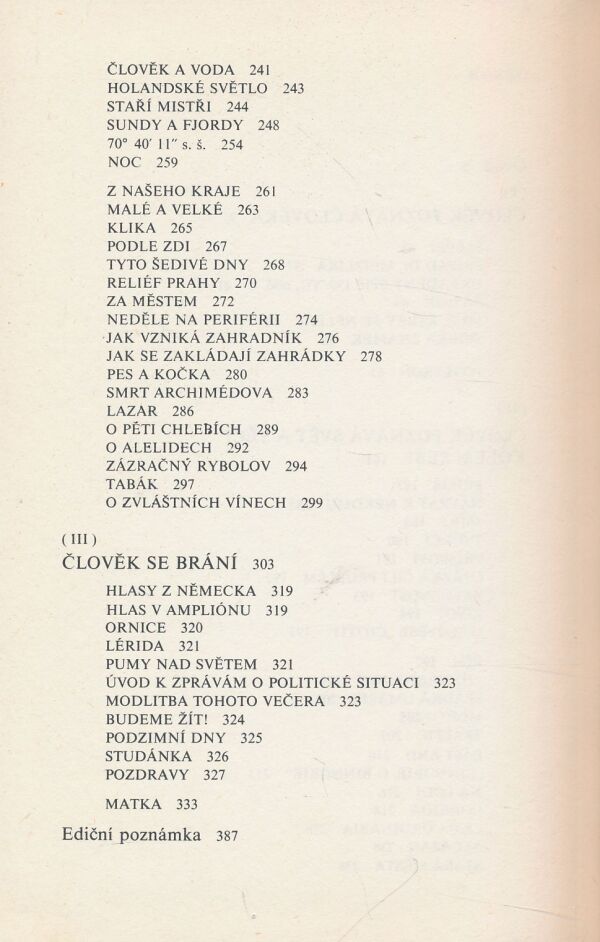 ČLOVĚK A VODA 241
HOLANDSKÉ SVĚTLO 243
STAŘÍ MISTŘI 244
SUNDY A FJORDY 248
70° 40′ 11″ s. š. 254
NOC 259
Z NAŠEHO KRAJE 261
MALÉ A VELKÉ 263
KLIKA 265
PODLE ZDI 267
TYTO ŠEDIVÉ DNY 268
RELIÉF PRAHY 270
ZA MĚSTEM 272
NEDĚLE NA PERIFÉRII 274
JAK VZNIKÁ ZAHRADNÍK 276
JAK SE ZAKLÁDAJÍ ZAHRÁDKY 278
PES A KOČKA 280
SMRT ARCHIMÉDOVA 283
LAZAR 286
O PĚTI CHLEBÍCH 289
O ALELIDECH 292
ZÁZRAČNÝ RYBOLOV 294
TABÁK 297
O ZVLÁŠTNÍCH VÍNECH 299
( III )
ČLOVĚK SE BRÁNÍ 303
HLASY Z NĚMECKA 319
HLAS V AMPLIÓNU 319
ORNICE 320
LÉRIDA 321
PUMY NAD SVĚTEM 321
ÚVOD K ZPRÁVÁM O POLITICKÉ SITUACI 323
MODLITBA TOHOTO VEČERA 323
BUDEME ŽÍT! 324
PODZIMNÍ DNY 325
STUDÁNKA 326
POZDRAVY 327
MATKA 333
Ediční poznámka 387